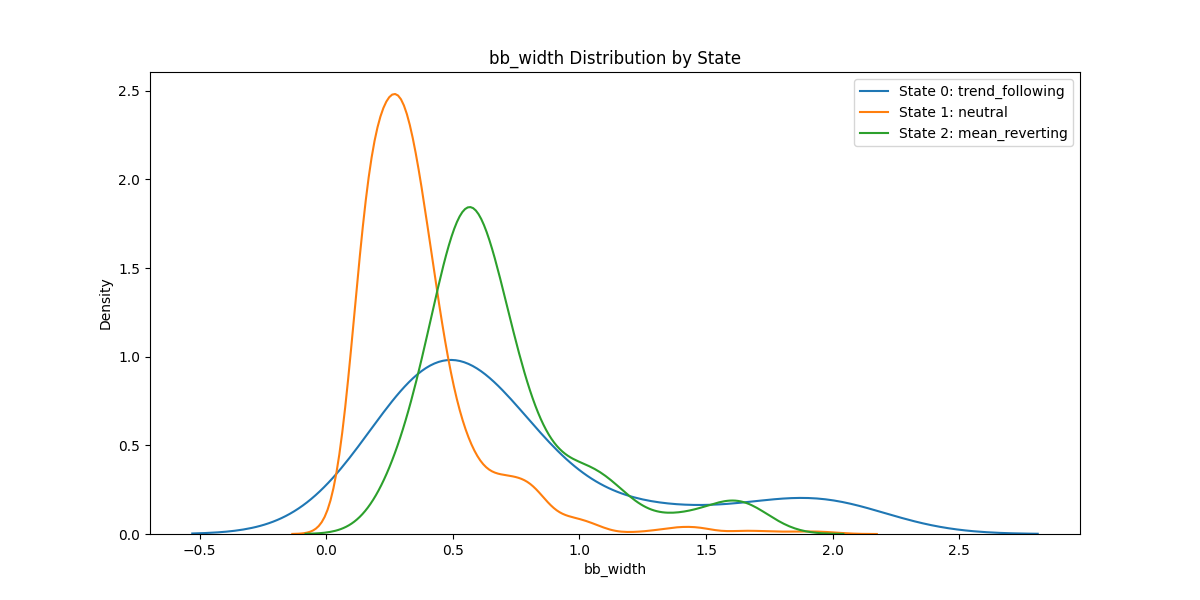 bb_width Distribution by State
State 0: trend_following
State 1: neutral
State 2: mean_reverting
Density
2.5
2.0
1.5
1.0
0.5
0.0
−0.5
0.0
0.5
1.0
1.5
2.0
2.5
bb_width